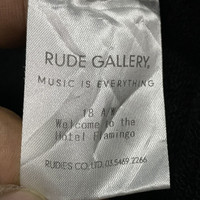 RUDE GALLERY.
MUSIC IS EVERYTHING
18 A/W
Welcome to the
Hotel Flamingo
RUDIES CO.,LTD. 03.5469.2266